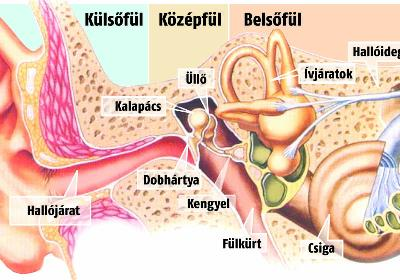 Külsőfül
Középfül
Belsőfül
Hallóideg
Üllő
Ívjáratok
Kalapács
Dobhártya
Kengyel
Hallójárat
Fülkürt
Csiga